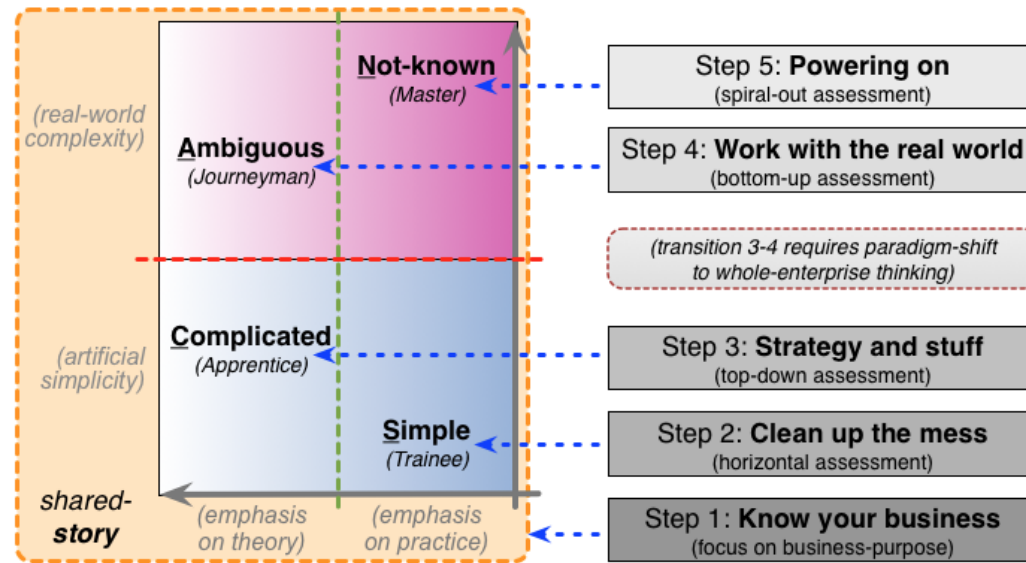 Not-known
(Master)
(real-world
complexity)
Ambiguous
(Journeyman)
Complicated
(Apprentice)
(artificial
simplicity)
Simple
(Trainee)
shared-
story
(emphasis
on theory)
(emphasis
on practice)
Step 5: Powering on
(spiral-out assessment)
Step 4: Work with the real world
(bottom-up assessment)
(transition 3-4 requires paradigm-shift
to whole-enterprise thinking)
Step 3: Strategy and stuff
(top-down assessment)
Step 2: Clean up the mess
(horizontal assessment)
Step 1: Know your business
(focus on business-purpose)